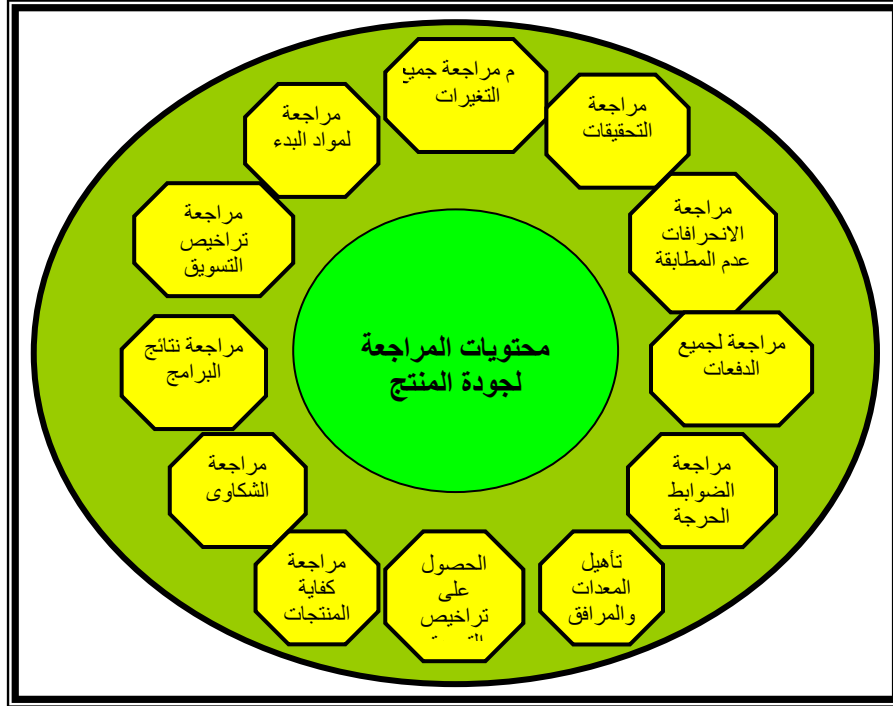 م مراجعة جميع
التغيرات
مراجعة
التحقيقات
مراجعة
لمواد البدء
مراجعة
الانحرافات
عدم المطابقة
مراجعة
تراخيص
التسويق
محتويات المراجعة
لجودة المنتج
مراجعة لجميع
الدفعات
مراجعة نتائج
البرامج
مراجعة
الضوابط
الحرجة
مراجعة
الشكاوى
تأهيل
المعدات
والمرافق
الحصول
على
تراخيص
مراجعة
كفاية
المنتجات